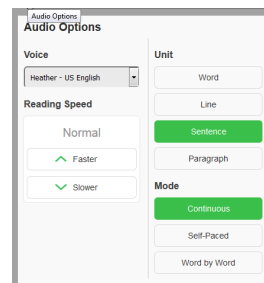 Audio Options
Audio Options
Voice
Heather - US English
Reading Speed
Normal
Faster
Slower
Unit
Word
Line
Sentence
Paragraph
Mode
Continuous
Self-Paced
Word by Word